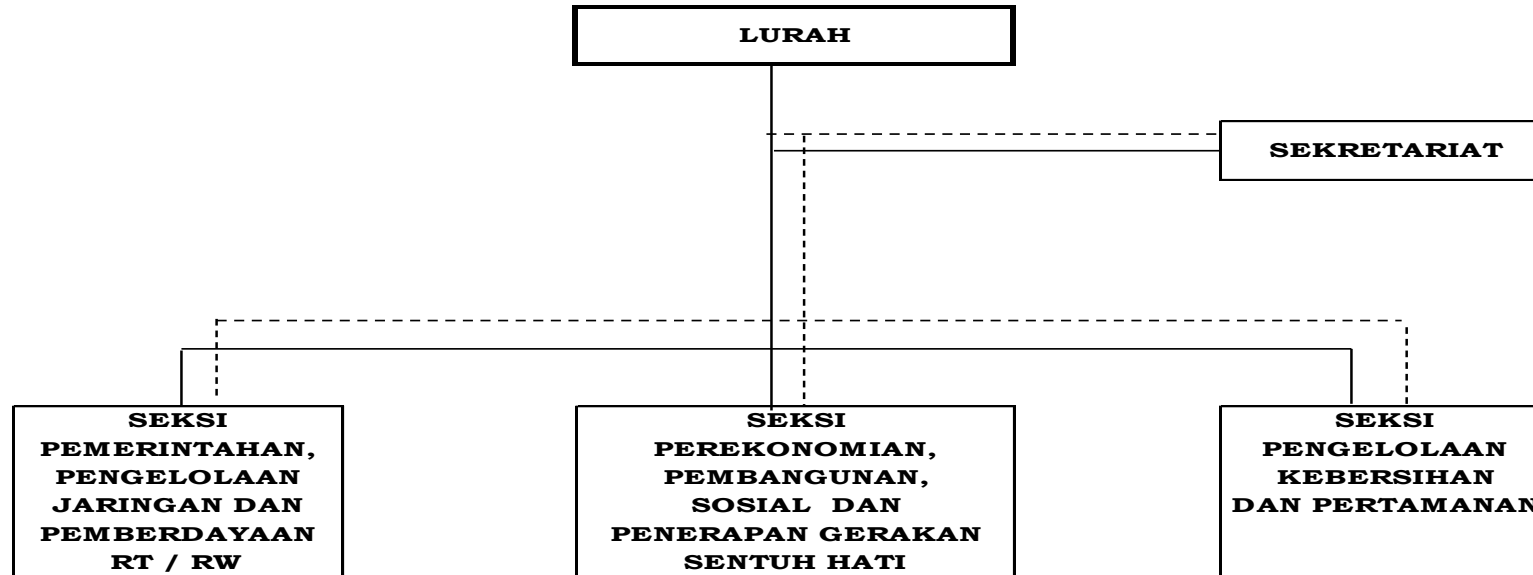 LURAH
SEKRETARIAT
SEKSI
PEMERINTAHAN,
PENGELOLAAN
JARINGAN DAN
PEMBERDAYAAN
RT / RW
SEKSI
PEREKONOMIAN,
PEMBANGUNAN,
SOSIAL DAN
PENERAPAN GERAKAN
SENTUH HATI
SEKSI
PENGELOLAAN
KEBERSIHAN
DAN PERTAMANAN